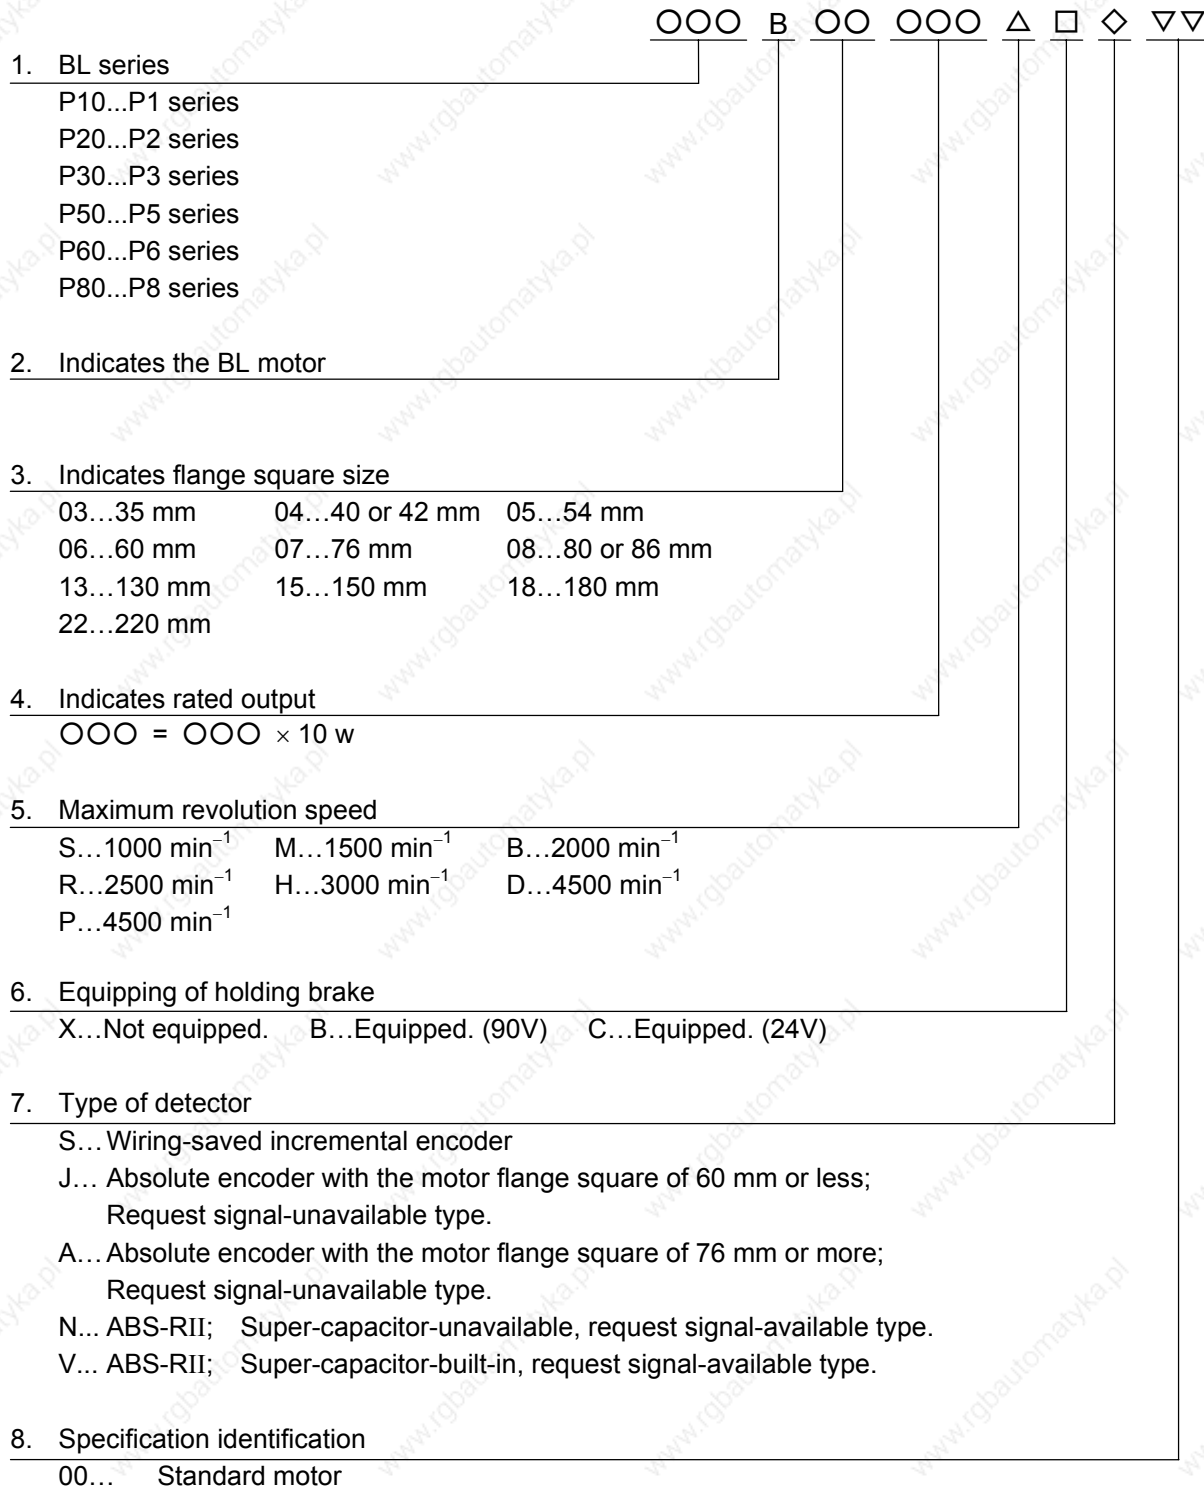 ○○○ B ○○ ○○○ △ □ ◇ ▽▽
1. BL series
P10...P1 series
P20...P2 series
P30...P3 series
P50...P5 series
P60...P6 series
P80...P8 series
2. Indicates the BL motor
3. Indicates flange square size
03…35 mm 04…40 or 42 mm 05…54 mm
06…60 mm 07…76 mm 08…80 or 86 mm
13…130 mm 15…150 mm 18…180 mm
22…220 mm
4. Indicates rated output
○○○ = ○○○ × 10 w
5. Maximum revolution speed
S…1000 min⁻¹ M…1500 min⁻¹ B…2000 min⁻¹
R…2500 min⁻¹ H…3000 min⁻¹ D…4500 min⁻¹
P…4500 min⁻¹
6. Equipping of holding brake
X…Not equipped. B…Equipped. (90V) C…Equipped. (24V)
7. Type of detector
S… Wiring-saved incremental encoder
J… Absolute encoder with the motor flange square of 60 mm or less;
Request signal-unavailable type.
A… Absolute encoder with the motor flange square of 76 mm or more;
Request signal-unavailable type.
N... ABS-RII; Super-capacitor-unavailable, request signal-available type.
V... ABS-RII; Super-capacitor-built-in, request signal-available type.
8. Specification identification
00… Standard motor
www.rgbautomatyka.pl